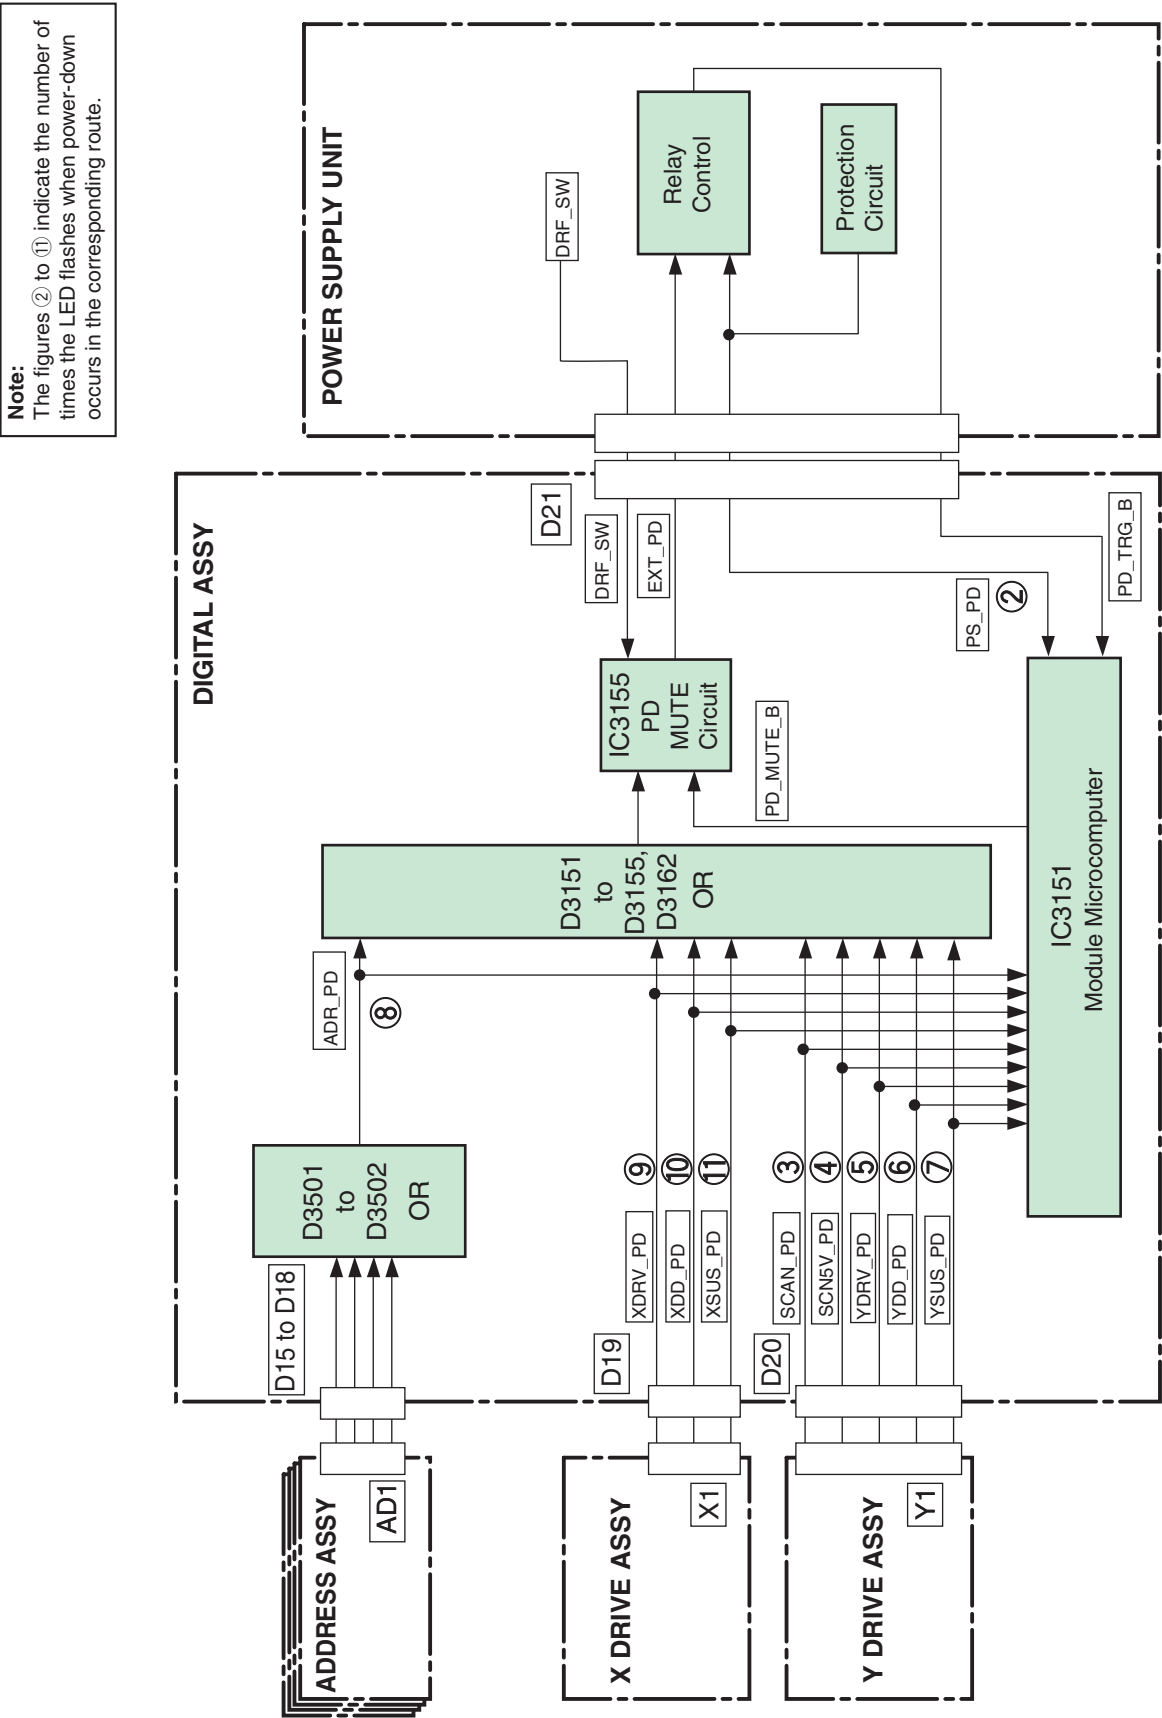 Note:
The figures ② to ⑪ indicate the number of
times the LED flashes when power-down
occurs in the corresponding route.
POWER SUPPLY UNIT
DRF_SW
Relay
Control
Protection
Circuit
DIGITAL ASSY
D21
DRF_SW
EXT_PD
PS_PD
②
PD_TRG_B
IC3155
PD
MUTE
Circuit
PD_MUTE_B
D3151
to
D3155,
D3162
OR
IC3151
Module Microcomputer
ADR_PD
⑧
D3501
to
D3502
OR
D15 to D18
⑨
⑩
⑪
③
④
⑤
⑥
⑦
XDRV_PD
XDD_PD
XSUS_PD
SCAN_PD
SCN5V_PD
YDRV_PD
YDD_PD
YSUS_PD
D19
D20
ADDRESS ASSY
AD1
X DRIVE ASSY
X1
Y DRIVE ASSY
Y1